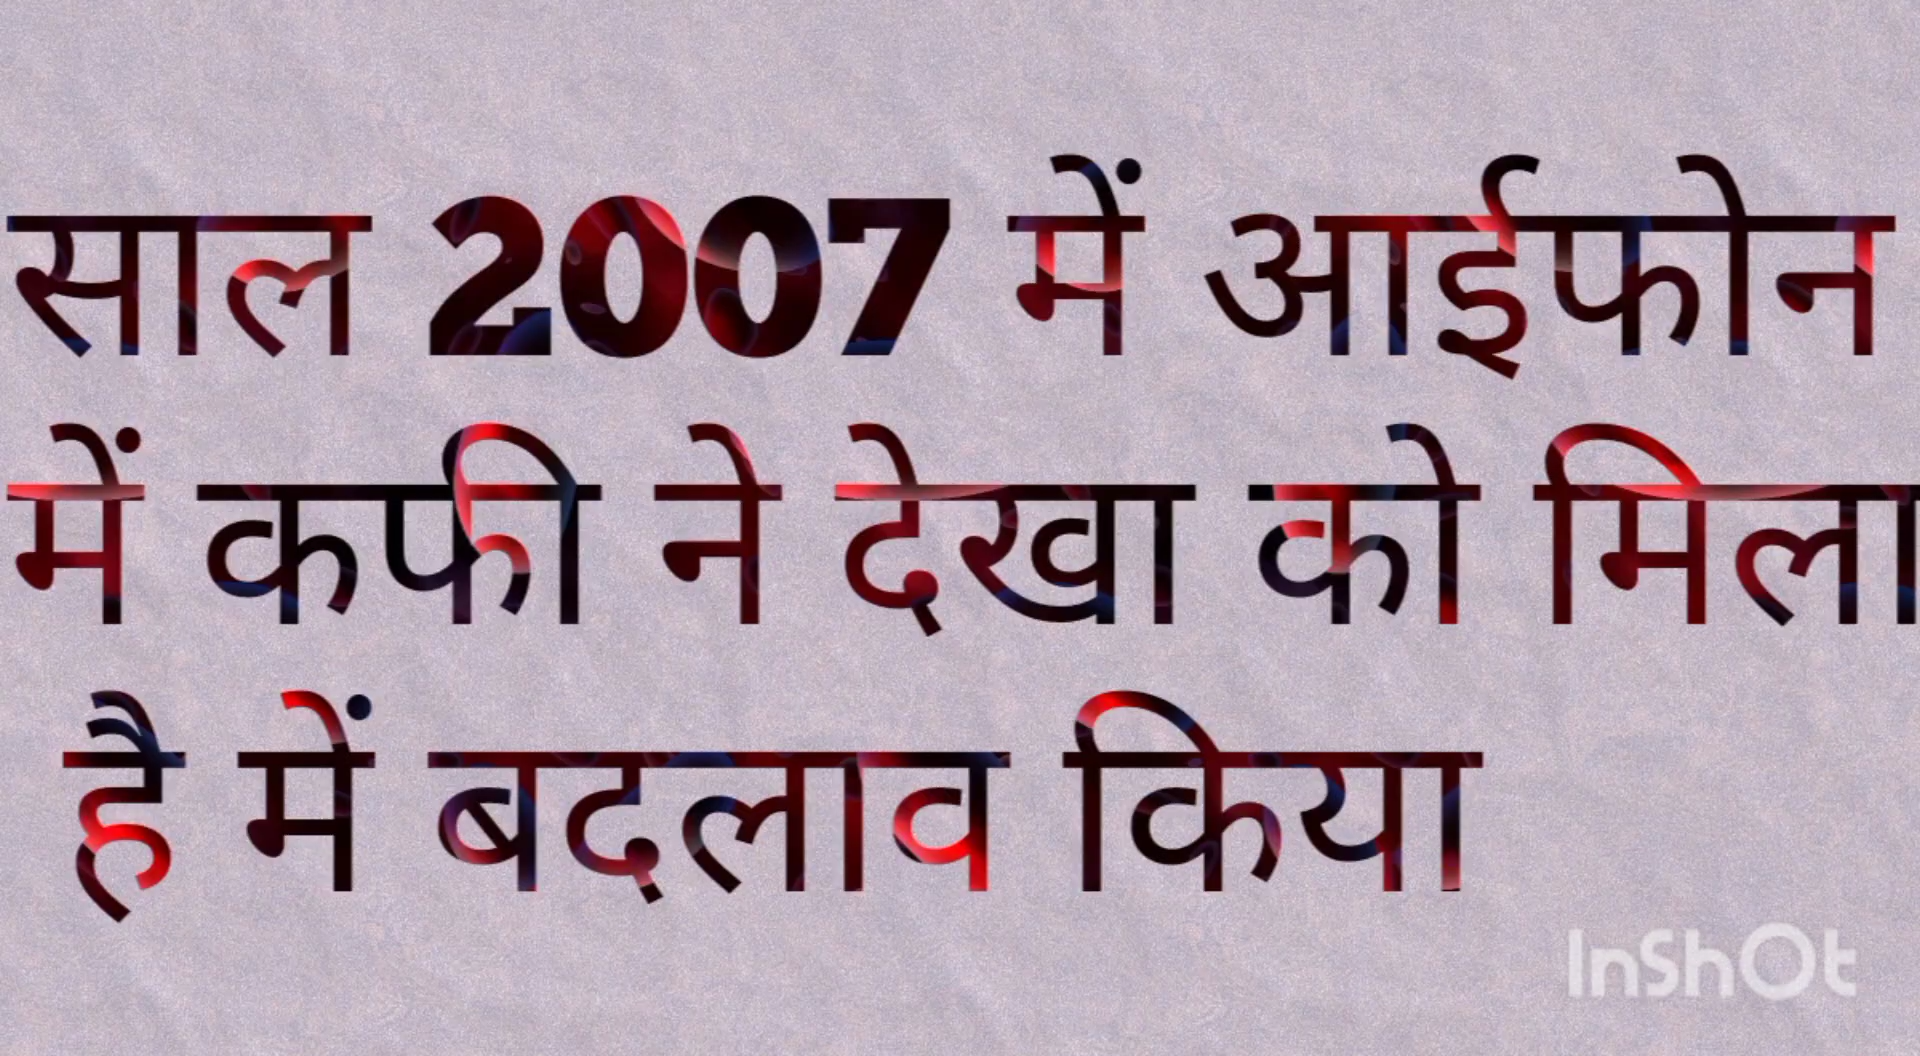 साल 2007 में आईफोन
में कफी ने देखा को मिला
है में बदलाव किया
InShOt